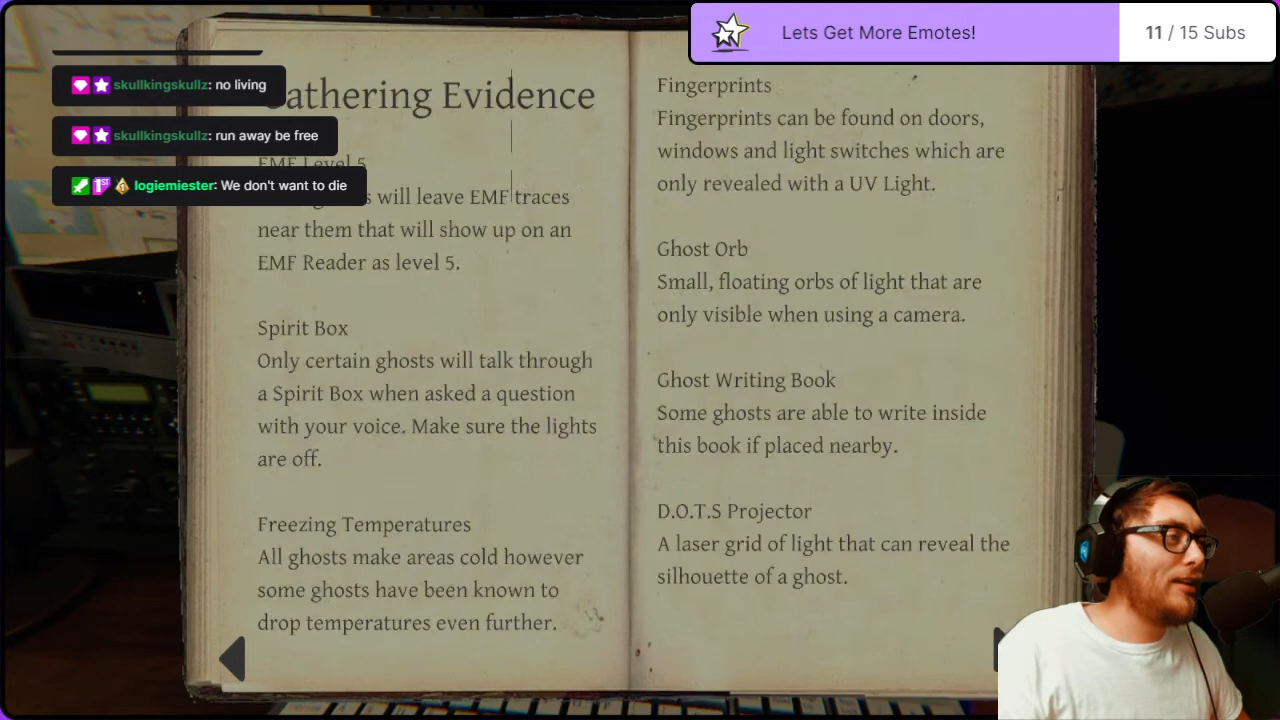 Lets Get More Emotes!
11 / 15 Subs
skullkingskullz: no living
skullkingskullz: run away be free
logiemiester: We don't want to die
Gathering Evidence
EMF Level 5
will leave EMF traces
near them that will show up on an
EMF Reader as level 5.
Spirit Box
Only certain ghosts will talk through
a Spirit Box when asked a question
with your voice. Make sure the lights
are off.
Freezing Temperatures
All ghosts make areas cold however
some ghosts have been known to
drop temperatures even further.
Fingerprints
Fingerprints can be found on doors,
windows and light switches which are
only revealed with a UV Light.
Ghost Orb
Small, floating orbs of light that are
only visible when using a camera.
Ghost Writing Book
Some ghosts are able to write inside
this book if placed nearby.
D.O.T.S Projector
A laser grid of light that can reveal the
silhouette of a ghost.